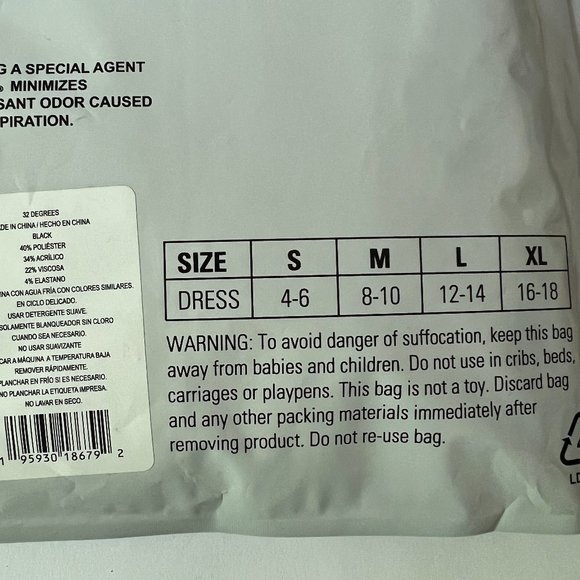 G A SPECIAL AGENT
MINIMIZES
SANT ODOR CAUSED
PIRATION.
32 DEGREES
DE IN CHINA / HECHO EN CHINA
BLACK
40% POLIÉSTER
34% ACRÍLICO
22% VISCOSA
4% ELASTANO
INA CON AGUA FRÍA CON COLORES SIMILARES.
EN CICLO DELICADO.
USAR DETERGENTE SUAVE.
SOLAMENTE BLANQUEADOR SIN CLORO
CUANDO SEA NECESARIO.
NO USAR SUAVIZANTE
CAR A MÁQUINA A TEMPERATURA BAJA
REMOVER RÁPIDAMENTE.
PLANCHAR EN FRÍO SI ES NECESARIO.
NO PLANCHAR LA ETIQUETA IMPRESA.
NO LAVAR EN SECO.
1 95930 18679 2
SIZE S M L XL
DRESS 4-6 8-10 12-14 16-18
WARNING: To avoid danger of suffocation, keep this bag
away from babies and children. Do not use in cribs, beds,
carriages or playpens. This bag is not a toy. Discard bag
and any other packing materials immediately after
removing product. Do not re-use bag.
LD